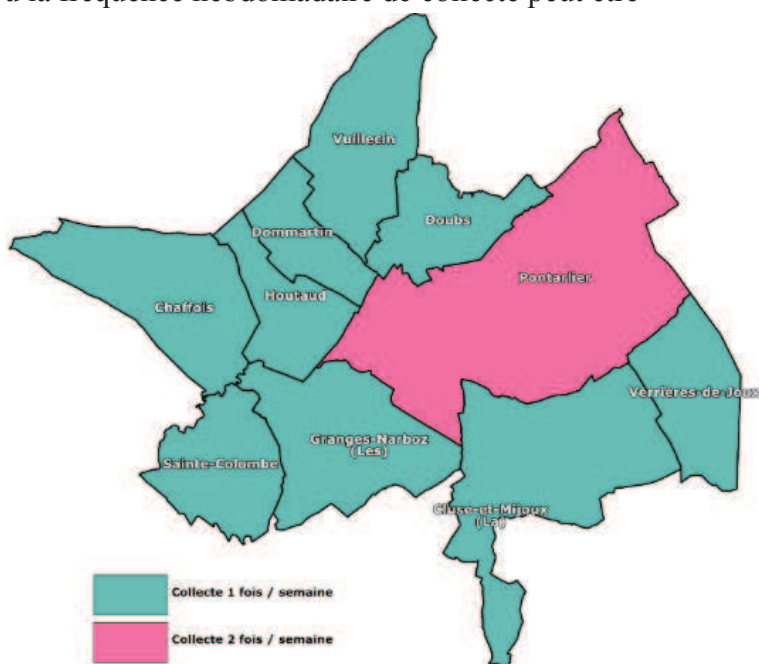 a la fréquence hebdomadaire de collecte peut être
Vuillecin
Doubs
Dommartin
Pontarlier
Houtaud
Chaffois
Verrières-de-Joux
Granges-Narboz
(Les)
Sainte-Colombe
Cluse-et-Mijoux
(La)
Collecte 1 fois / semaine
Collecte 2 fois / semaine